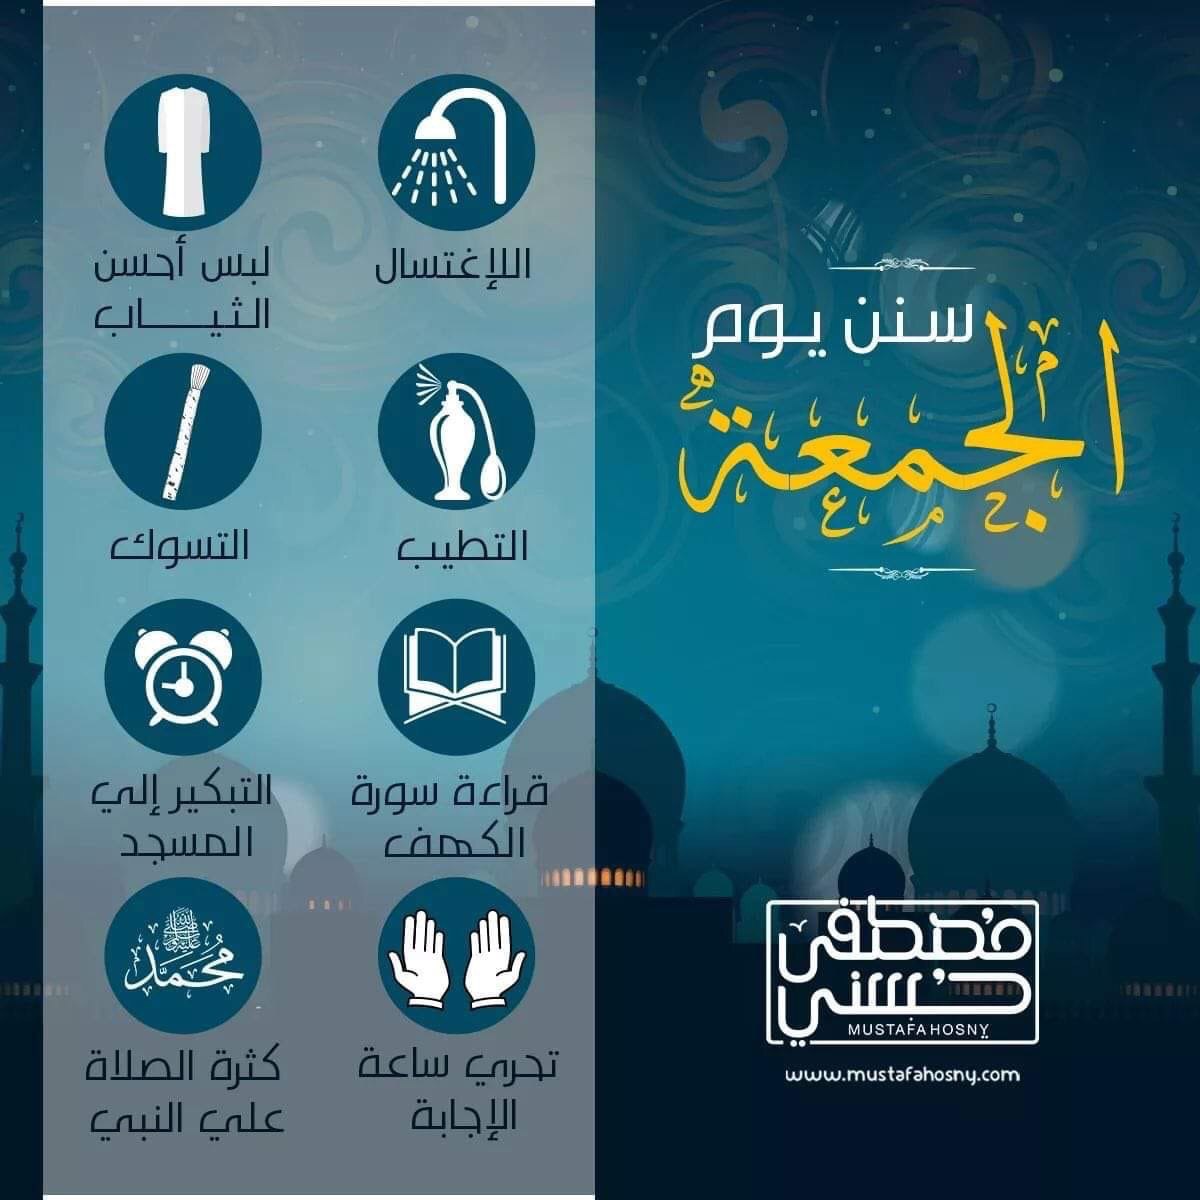 سنن يوم
الجمعة
اللإغتسال
لبس أحسن
الثيـــاب
التطيب
التسوك
قراءة سورة
الكهف
التبكير إلي
المسجد
تحري ساعة
الإجابة
محمد
كثرة الصلاة
علي النبي
مصطفى
حسني
MUSTAFA HOSNY
www.mustafahosny.com